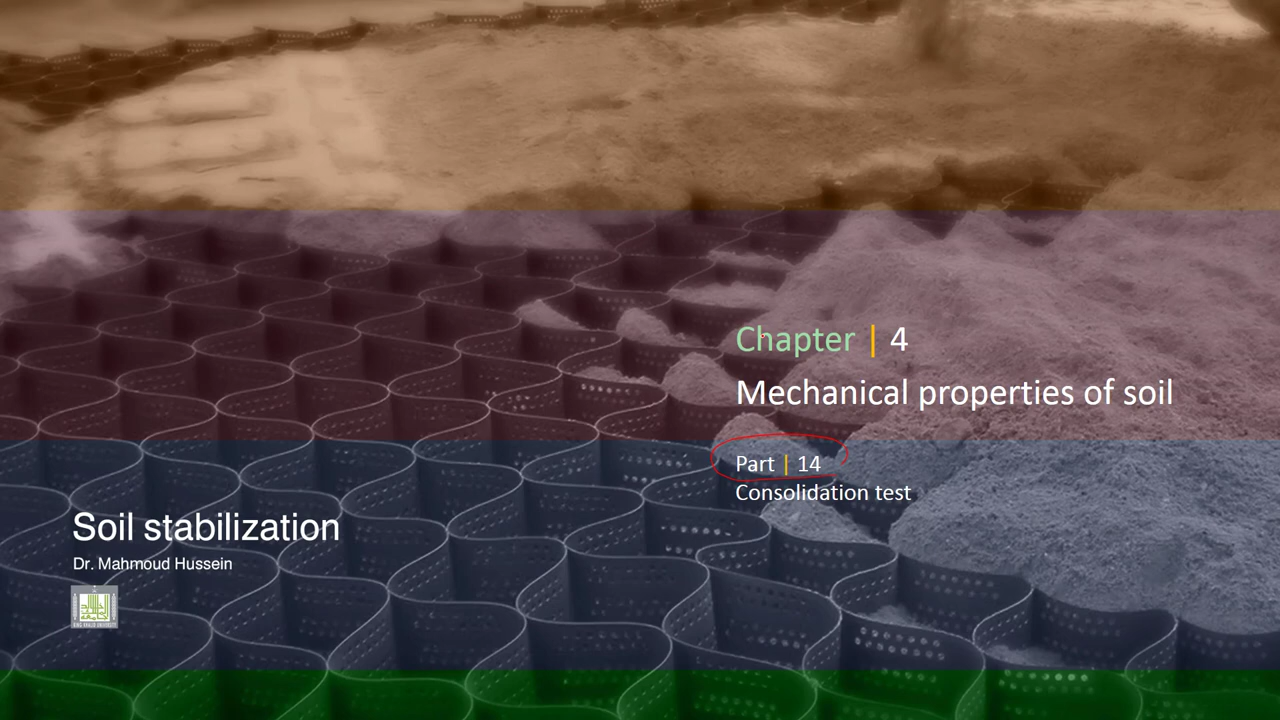 Chapter | 4
Mechanical properties of soil
Part | 14
Consolidation test
Soil stabilization
Dr. Mahmoud Hussein